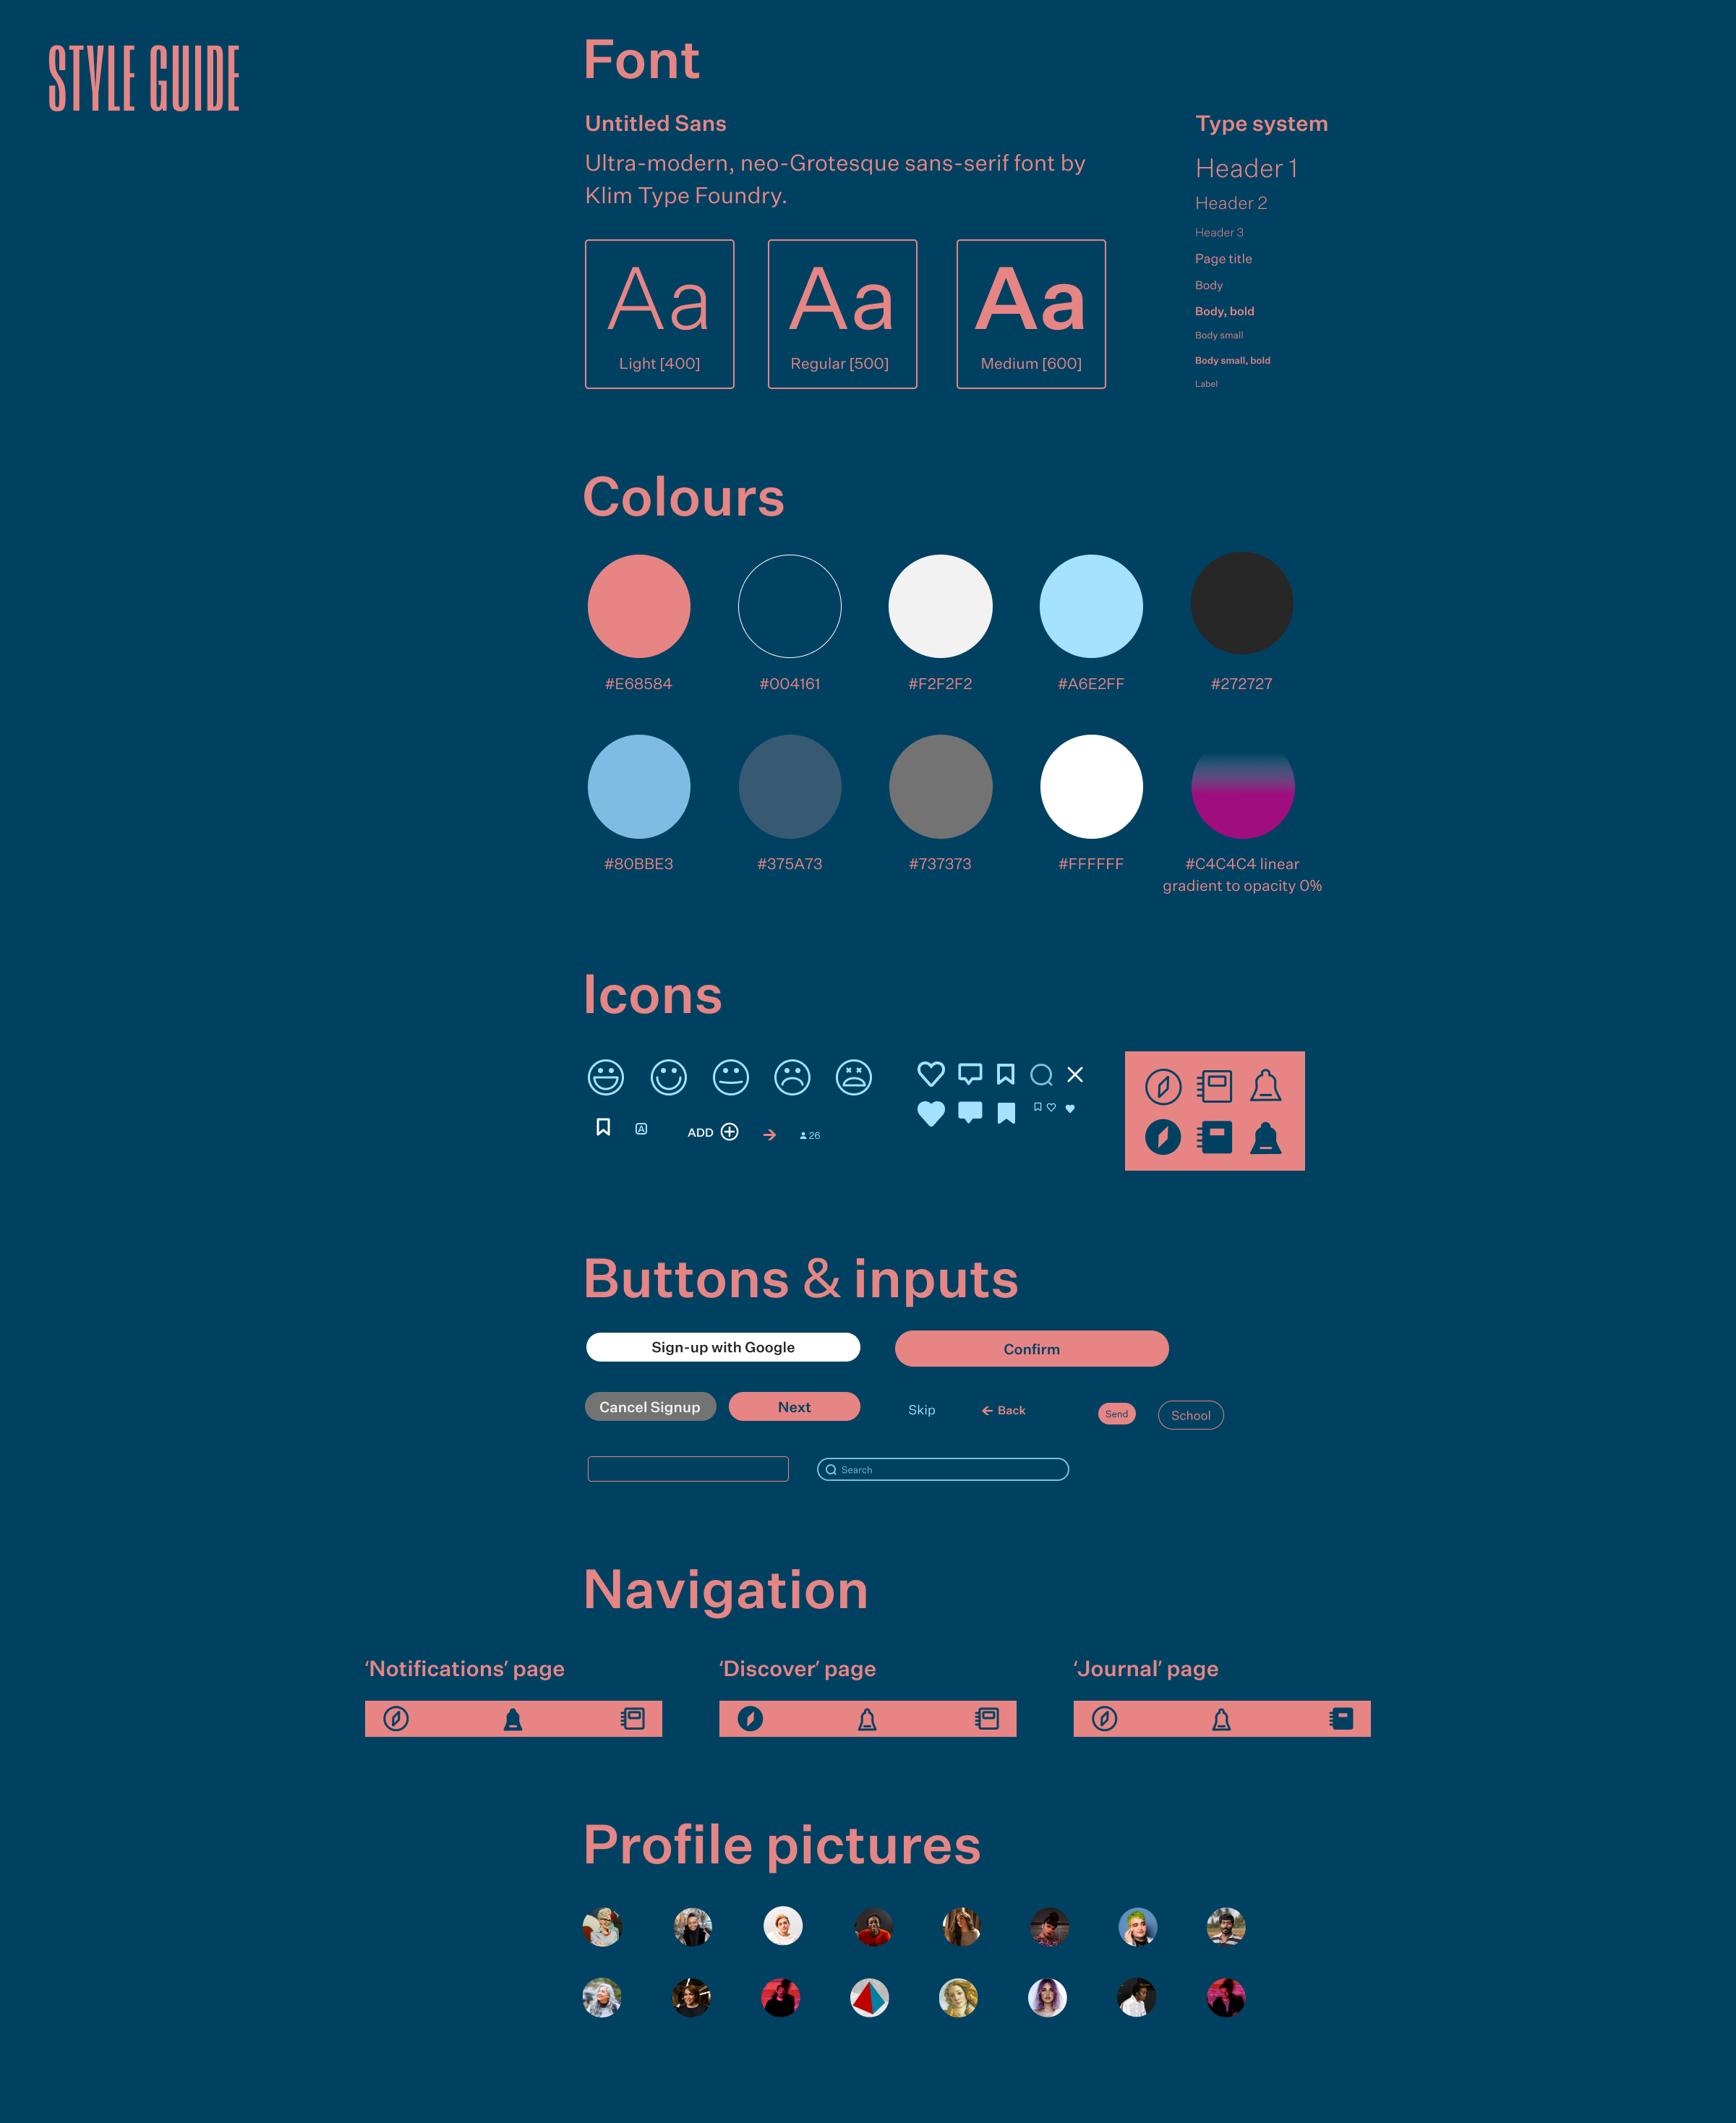 STYLE GUIDE
Font
Untitled Sans
Ultra-modern, neo-Grotesque sans-serif font by
Klim Type Foundry.
Aa
Light [400]
Aa
Regular [500]
Aa
Medium [600]
Type system
Header 1
Header 2
Header 3
Page title
Body
Body, bold
Body small
Body small, bold
Label
Colours
#E68584
#004161
#F2F2F2
#A6E2FF
#272727
#80BBE3
#375A73
#737373
#FFFFFF
#C4C4C4 linear
gradient to opacity 0%
Icons
A
ADD
26
Buttons & inputs
Sign-up with Google
Confirm
Cancel Signup
Next
Skip
Back
Send
School
Search
Navigation
‘Notifications’ page
‘Discover’ page
‘Journal’ page
Profile pictures